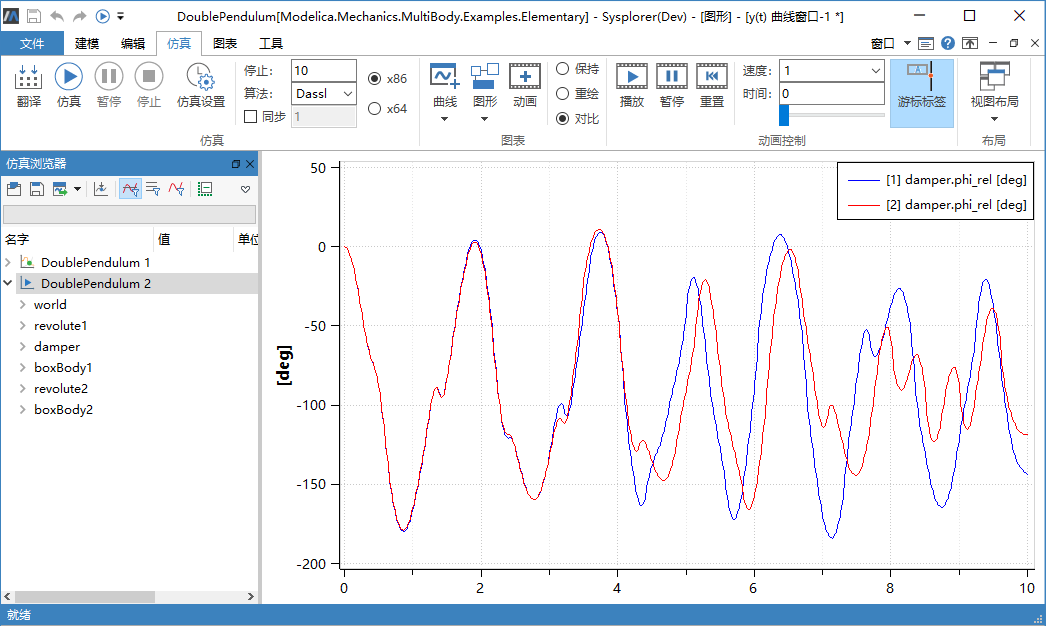 DoublePendulum[Modelica.Mechanics.MultiBody.Examples.Elementary] - Sysplorer(Dev) - [图形] - [y(t) 曲线窗口-1 *]
文件 建模 编辑 仿真 图表 工具 窗口
翻译 仿真 暂停 停止 仿真设置
停止: 10
算法: Dassl
同步 1
x86
x64
仿真
曲线 图形 动画
保持
重绘
对比
图表
播放 暂停 重置
速度: 1
时间: 0
动画控制
游标标签
视图布局
布局
仿真浏览器
名字 值 单位
DoublePendulum 1
DoublePendulum 2
world
revolute1
damper
boxBody1
revolute2
boxBody2
[1] damper.phi_rel [deg]
[2] damper.phi_rel [deg]
[deg]
50
0
-50
-100
-150
-200
0 2 4 6 8 10
就绪